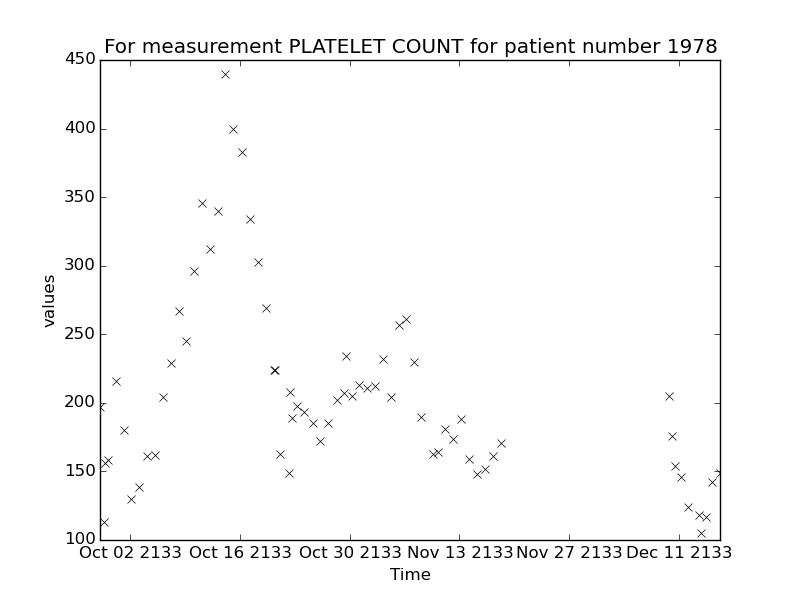 For measurement PLATELET COUNT for patient number 1978
450
400
350
300
250
200
150
100
values
Oct 02 2133 Oct 16 2133 Oct 30 2133 Nov 13 2133 Nov 27 2133 Dec 11 2133
Time